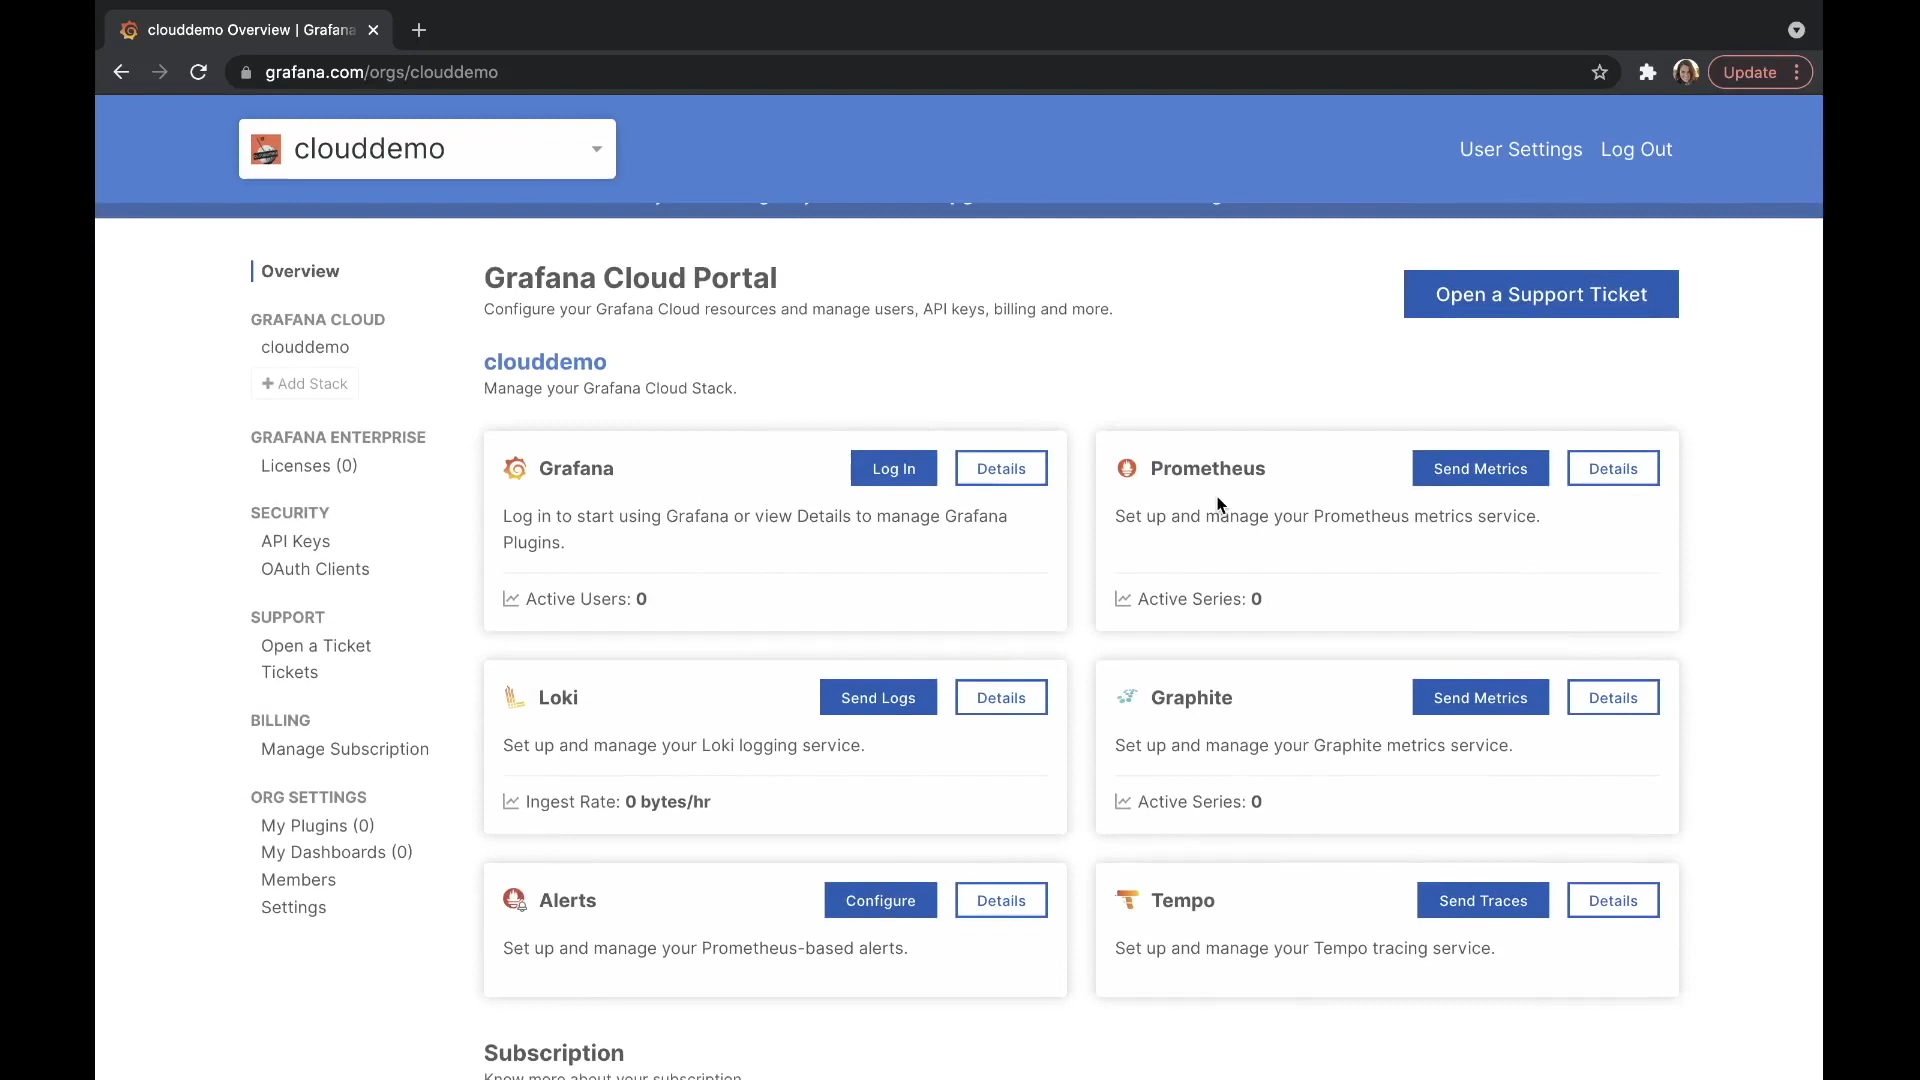 clouddemo Overview | Grafana
grafana.com/orgs/clouddemo
Update
clouddemo
User Settings
Log Out
Overview
GRAFANA CLOUD
clouddemo
Add Stack
GRAFANA ENTERPRISE
Licenses (0)
SECURITY
API Keys
OAuth Clients
SUPPORT
Open a Ticket
Tickets
BILLING
Manage Subscription
ORG SETTINGS
My Plugins (0)
My Dashboards (0)
Members
Settings
Grafana Cloud Portal
Configure your Grafana Cloud resources and manage users, API keys, billing and more.
Open a Support Ticket
clouddemo
Manage your Grafana Cloud Stack.
Grafana
Log In
Details
Log in to start using Grafana or view Details to manage Grafana
Plugins.
Active Users: 0
Prometheus
Send Metrics
Details
Set up and manage your Prometheus metrics service.
Active Series: 0
Loki
Send Logs
Details
Set up and manage your Loki logging service.
Ingest Rate: 0 bytes/hr
Graphite
Send Metrics
Details
Set up and manage your Graphite metrics service.
Active Series: 0
Alerts
Configure
Details
Set up and manage your Prometheus-based alerts.
Tempo
Send Traces
Details
Set up and manage your Tempo tracing service.
Subscription
Know more about your subscription